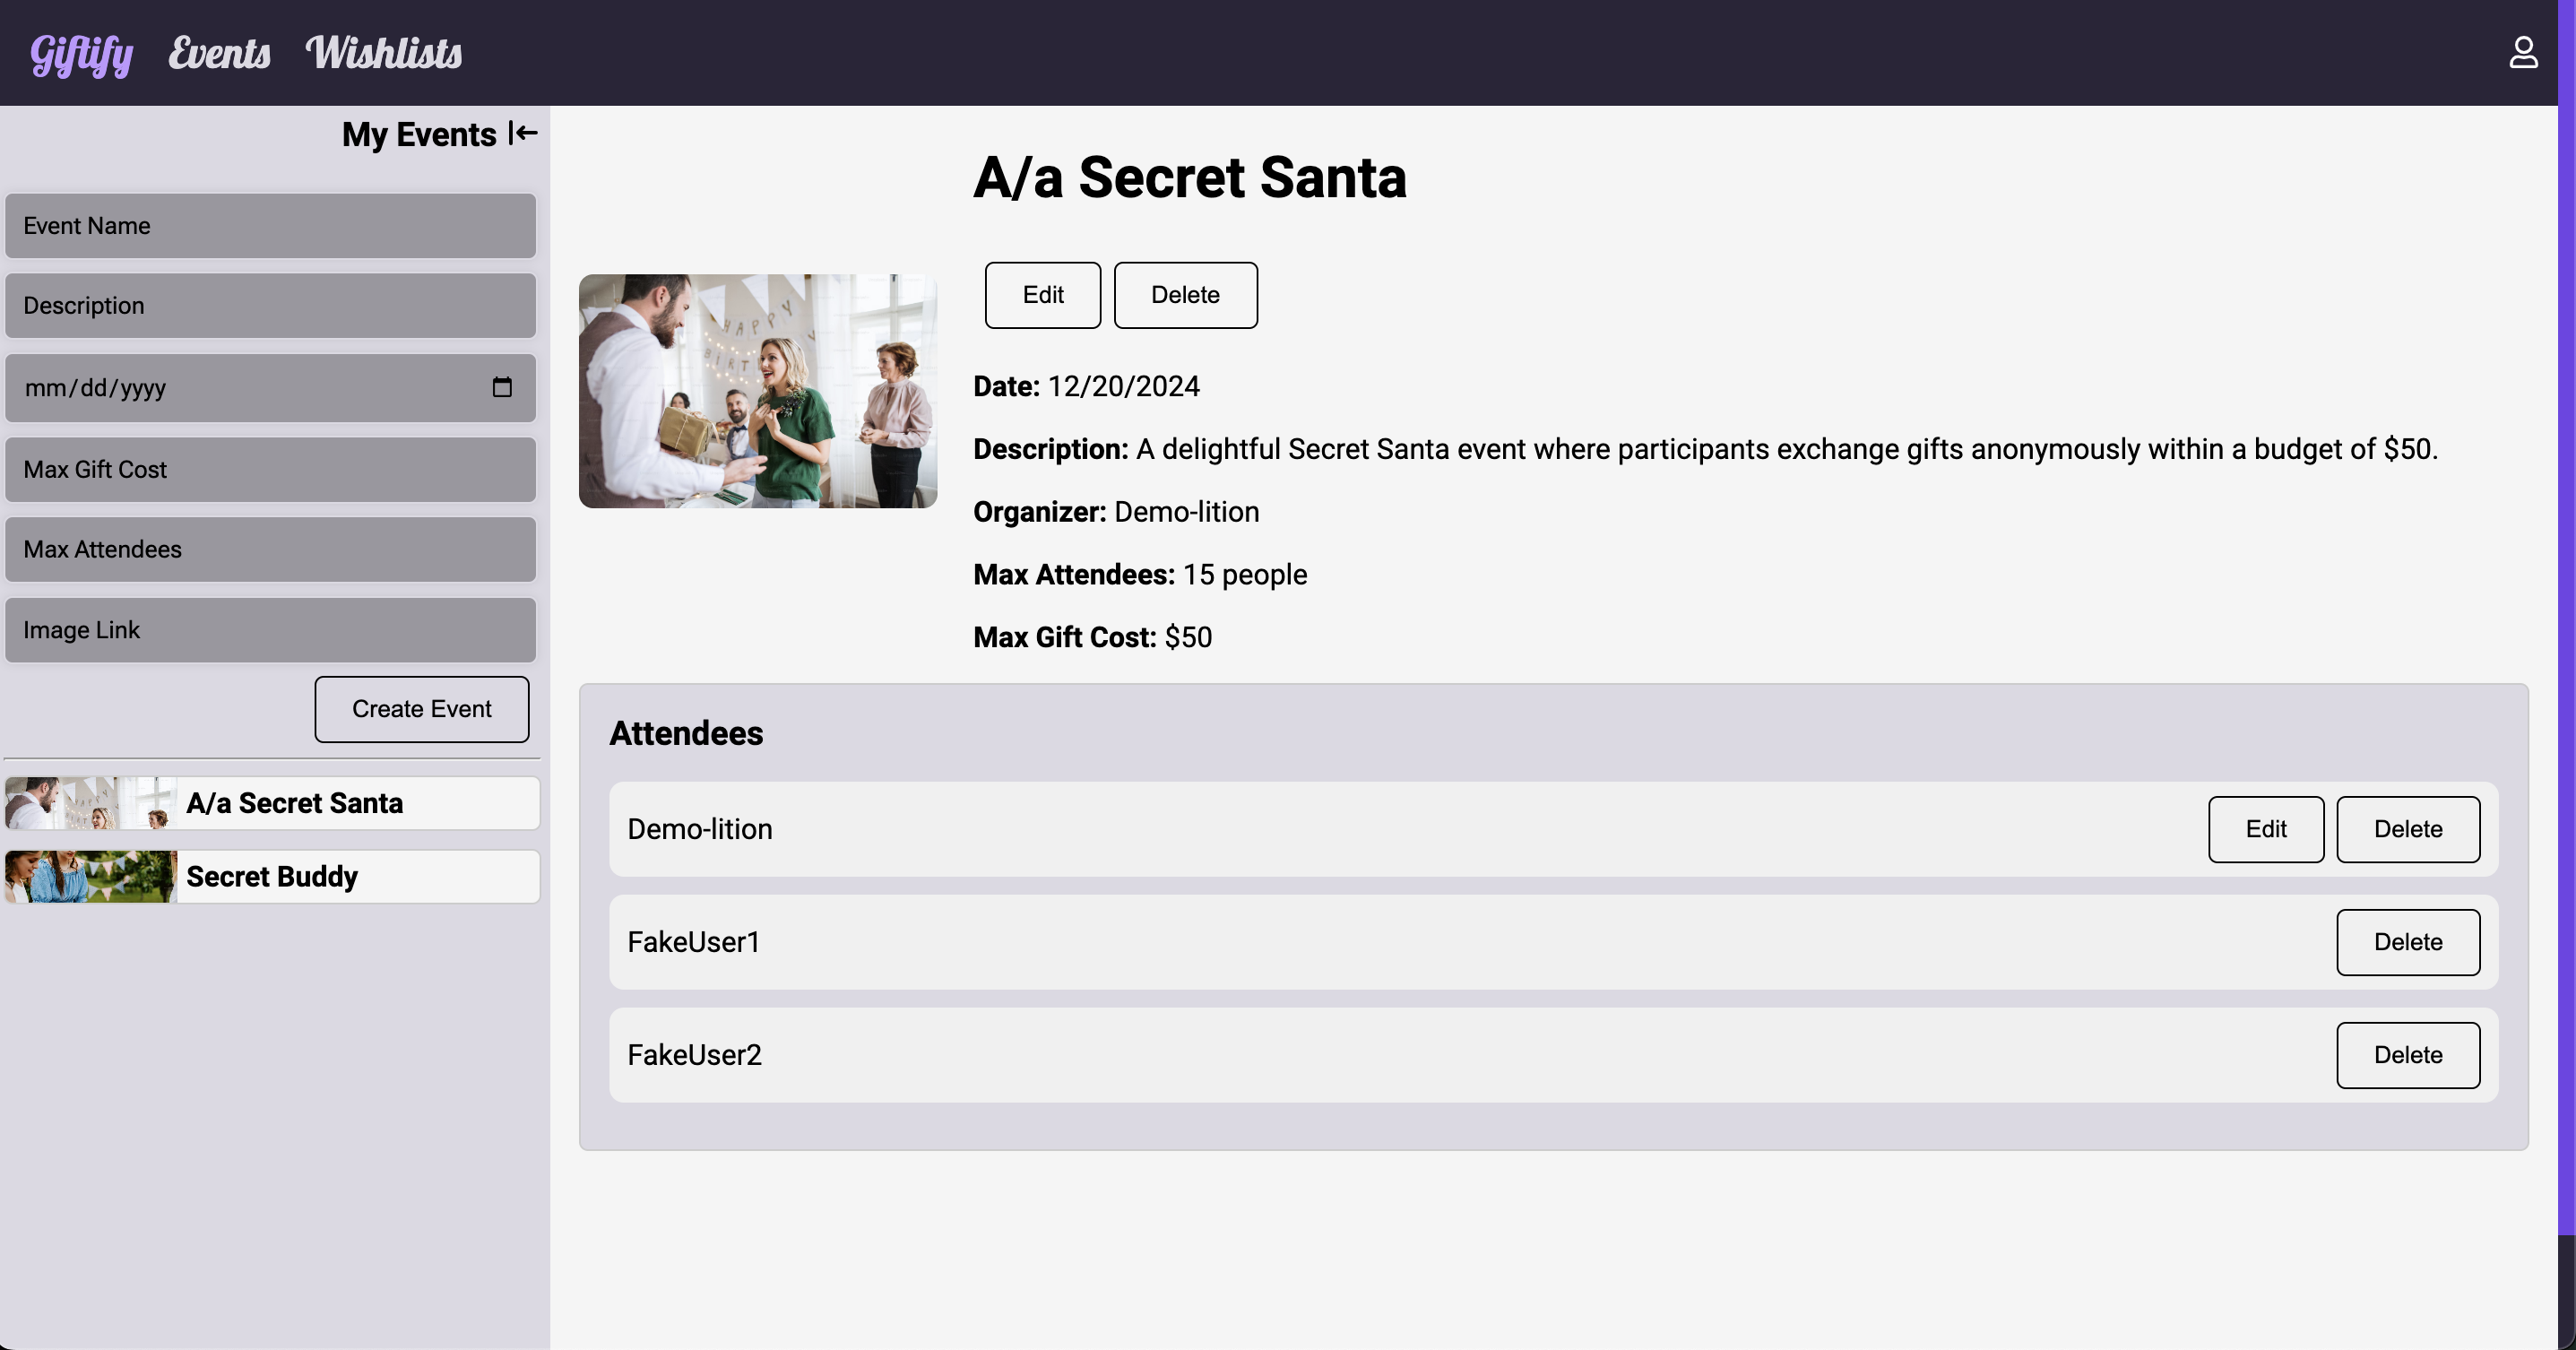 Giftify Events Wishlists
My Events
Event Name
Description
mm/dd/yyyy
Max Gift Cost
Max Attendees
Image Link
Create Event
A/a Secret Santa
Secret Buddy
A/a Secret Santa
Edit Delete
HAPPY
BIRT
Date: 12/20/2024
Description: A delightful Secret Santa event where participants exchange gifts anonymously within a budget of $50.
Organizer: Demo-lition
Max Attendees: 15 people
Max Gift Cost: $50
Attendees
Demo-lition Edit Delete
FakeUser1 Delete
FakeUser2 Delete